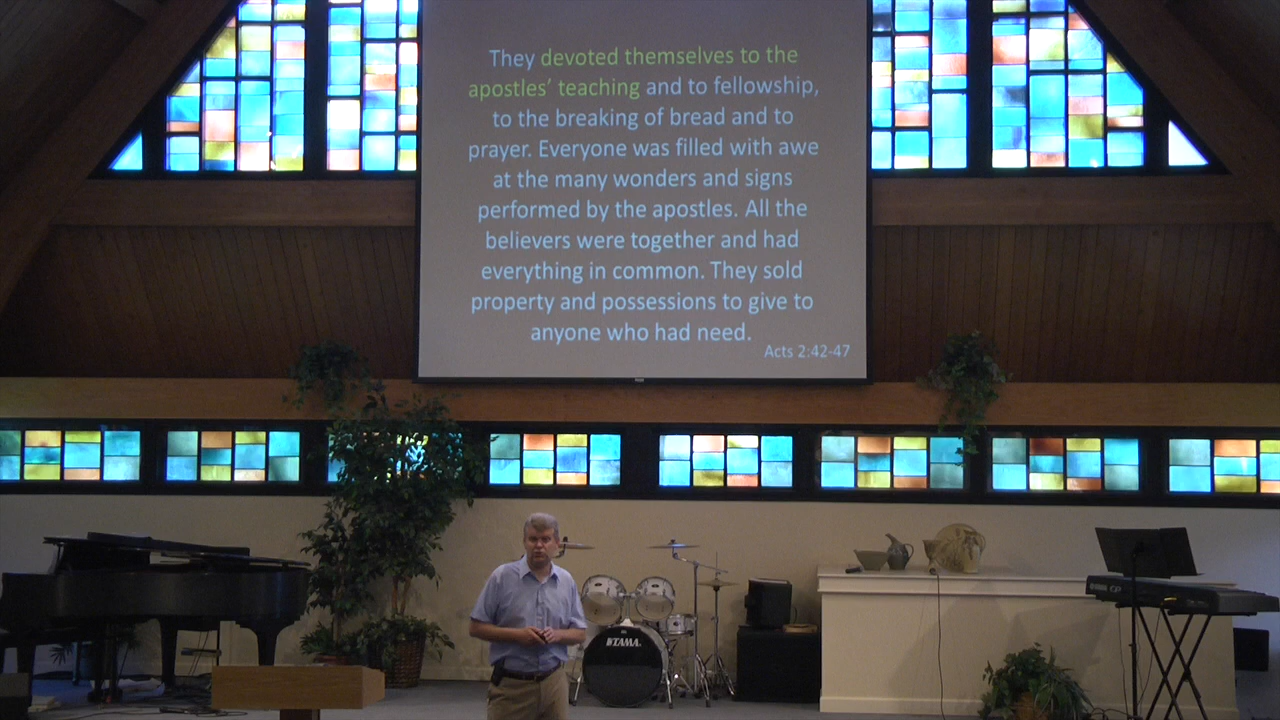 They devoted themselves to the
apostles' teaching and to fellowship,
to the breaking of bread and to
prayer. Everyone was filled with awe
at the many wonders and signs
performed by the apostles. All the
believers were together and had
everything in common. They sold
property and possessions to give to
anyone who had need.
Acts 2:42-47
TAMA